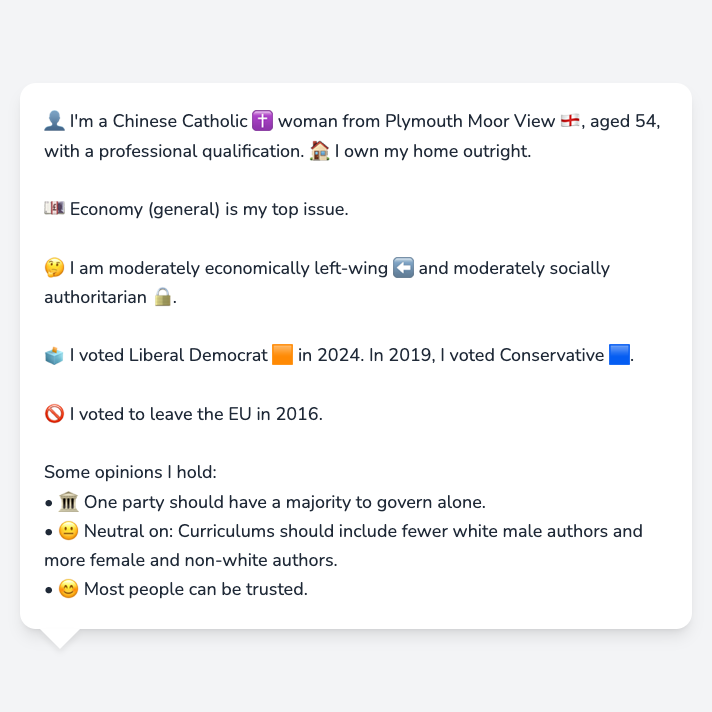 👤 I'm a Chinese Catholic ✝️ woman from Plymouth Moor View 🏴󠁧󠁢󠁥󠁮󠁧󠁿, aged 54,
with a professional qualification. 🏠 I own my home outright.
💷 Economy (general) is my top issue.
🤔 I am moderately economically left-wing ⬅️ and moderately socially
authoritarian 🔒.
🗳️ I voted Liberal Democrat 🟧 in 2024. In 2019, I voted Conservative 🟦.
🚫 I voted to leave the EU in 2016.
Some opinions I hold:
• 🏛️ One party should have a majority to govern alone.
• 😐 Neutral on: Curriculums should include fewer white male authors and
more female and non-white authors.
• 😊 Most people can be trusted.